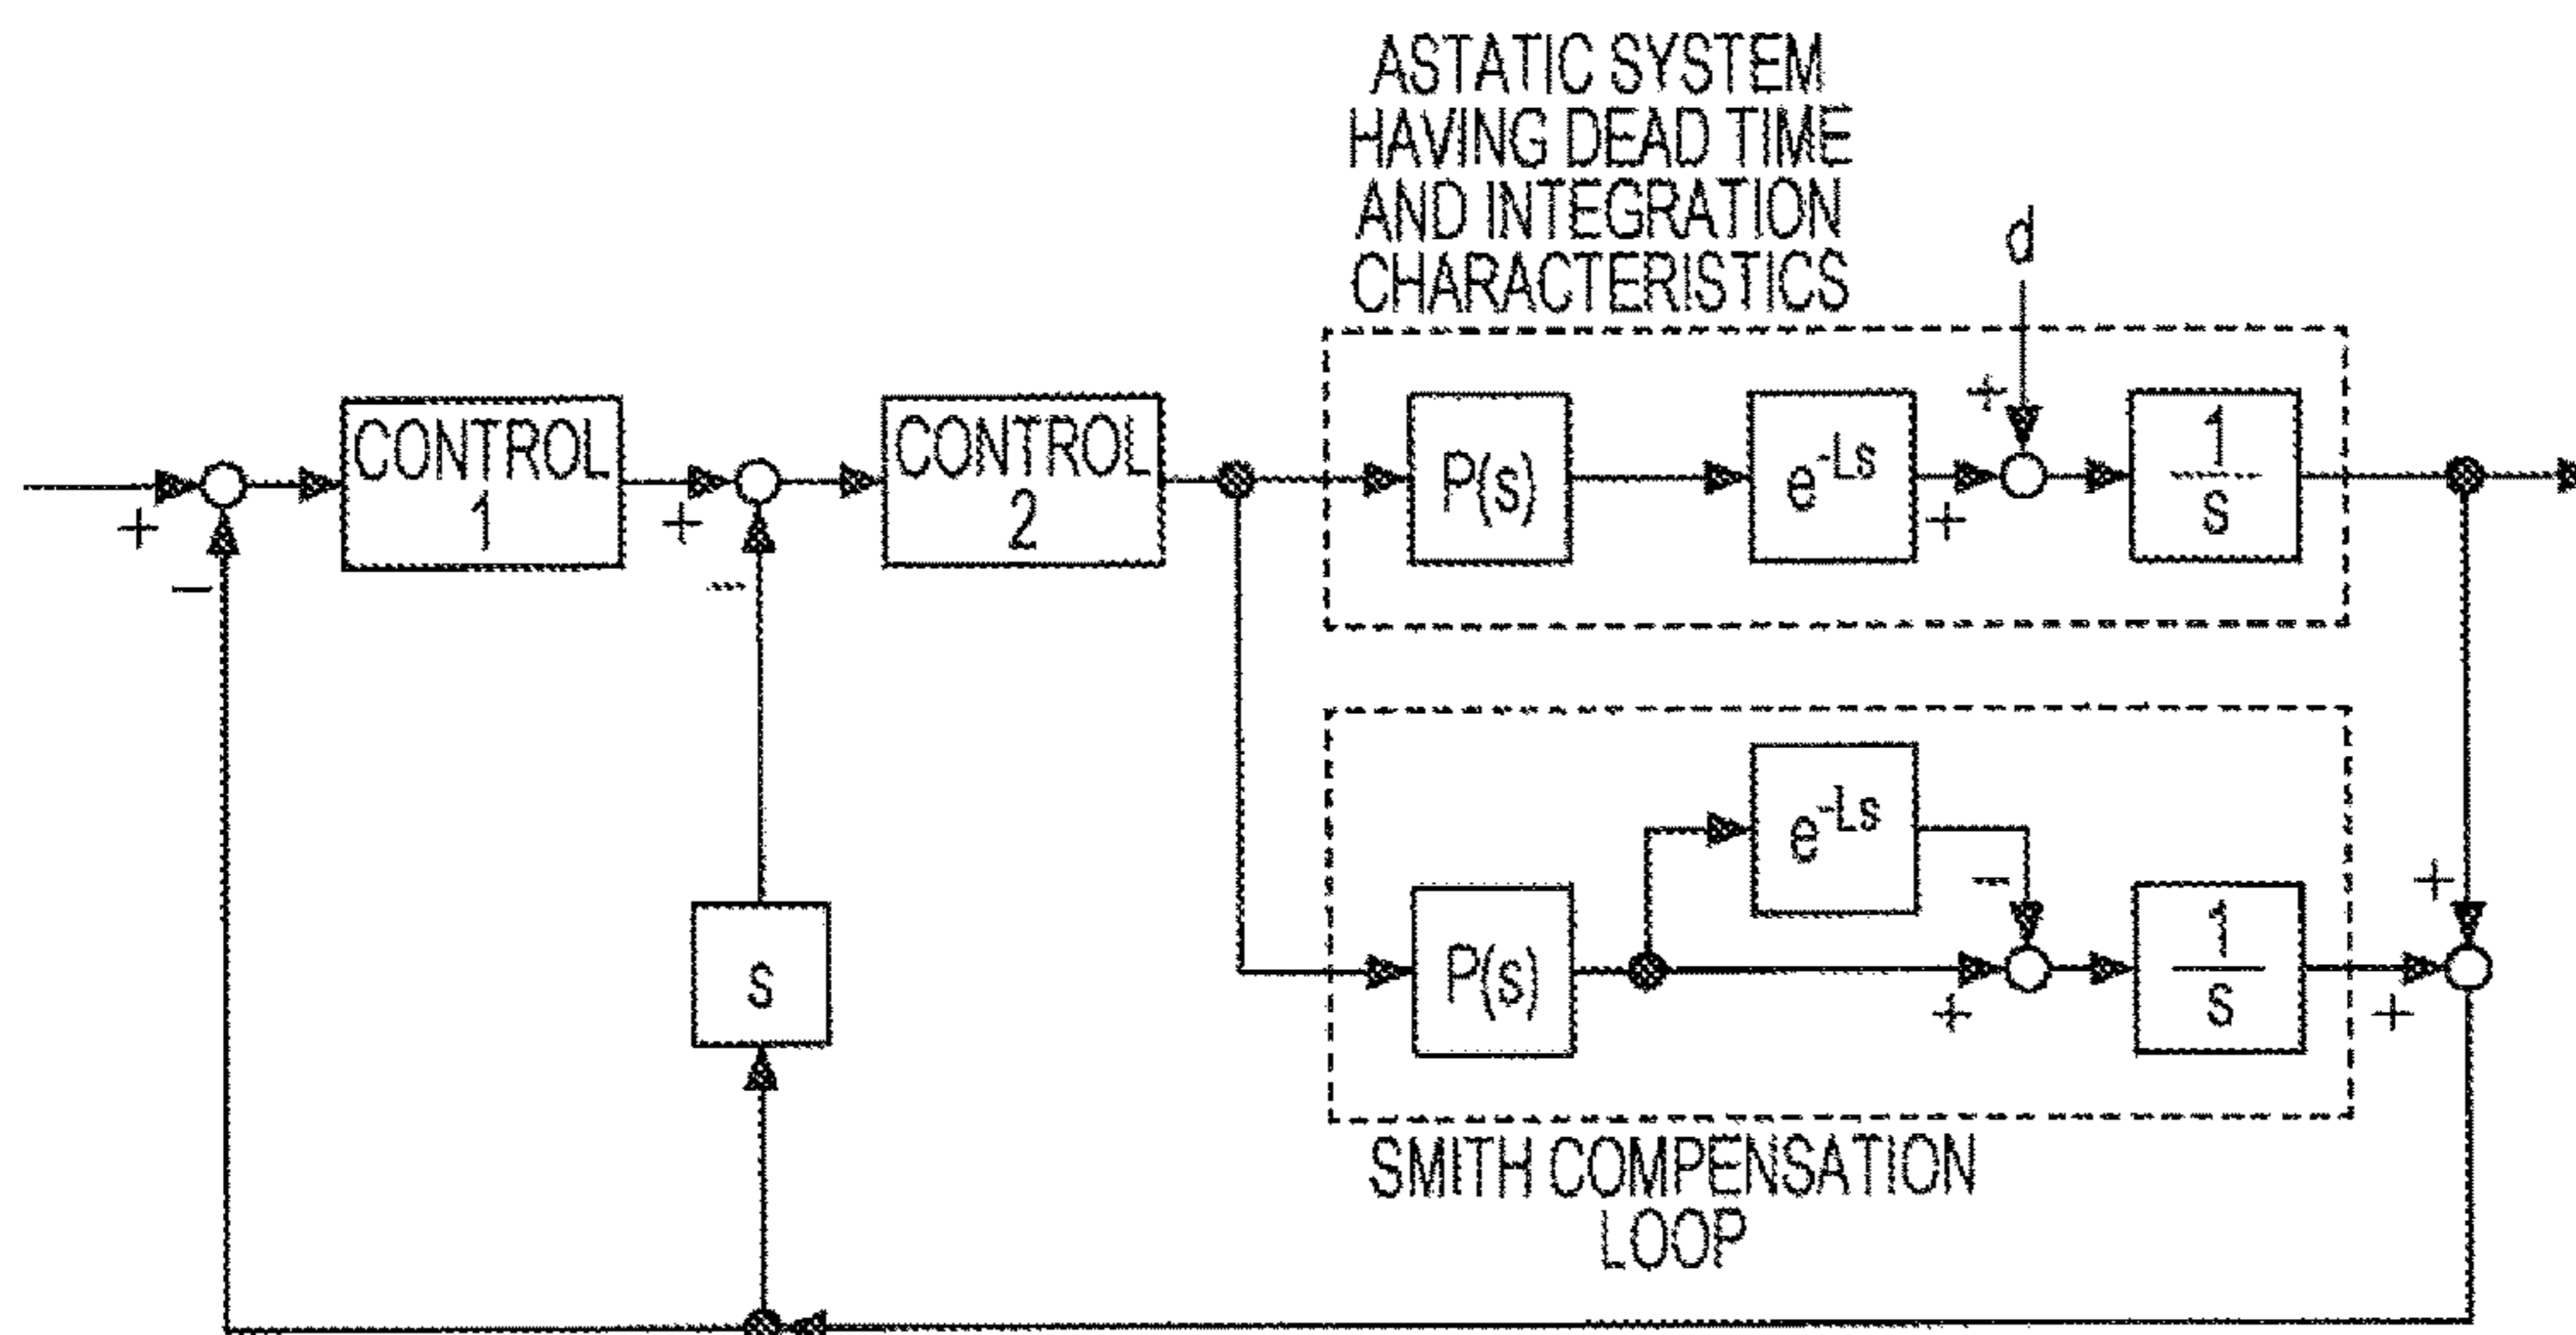 ASTATIC SYSTEM
HAVING DEAD TIME
AND INTEGRATION
CHARACTERISTICS
d
CONTROL
1
CONTROL
2
P(s)
e-Ls
1
s
+
+
+
+
−
−
e-Ls
s
P(s)
−
+
1
s
+
+
SMITH COMPENSATION
LOOP